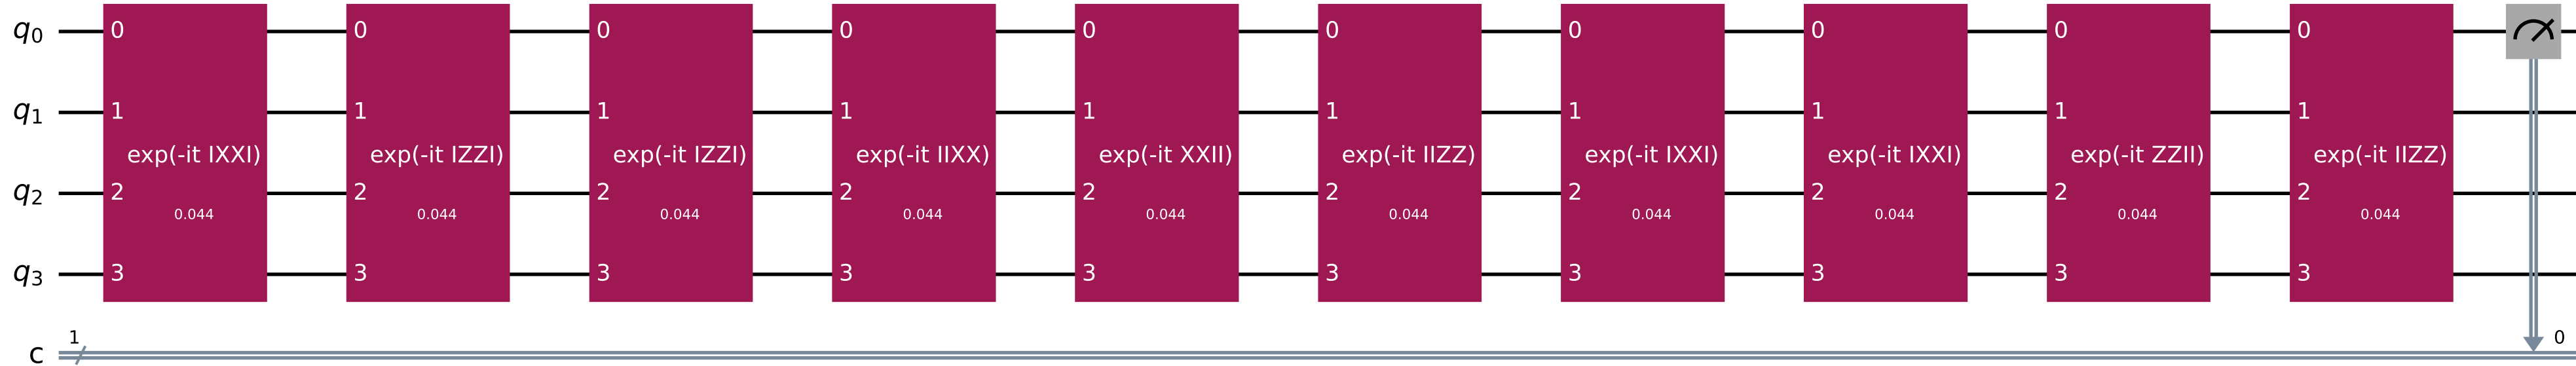 q0 0 0 0 0 0 0 0 0 0 0
q1 1 1 1 1 1 1 1 1 1 1
exp(-it IXXI) exp(-it IZZI) exp(-it IZZI) exp(-it IIXX) exp(-it XXII) exp(-it IIZZ) exp(-it IXXI) exp(-it IXXI) exp(-it ZZII) exp(-it IIZZ)
q2 2 2 2 2 2 2 2 2 2 2
0.044 0.044 0.044 0.044 0.044 0.044 0.044 0.044 0.044 0.044
q3 3 3 3 3 3 3 3 3 3 3
1 0
c